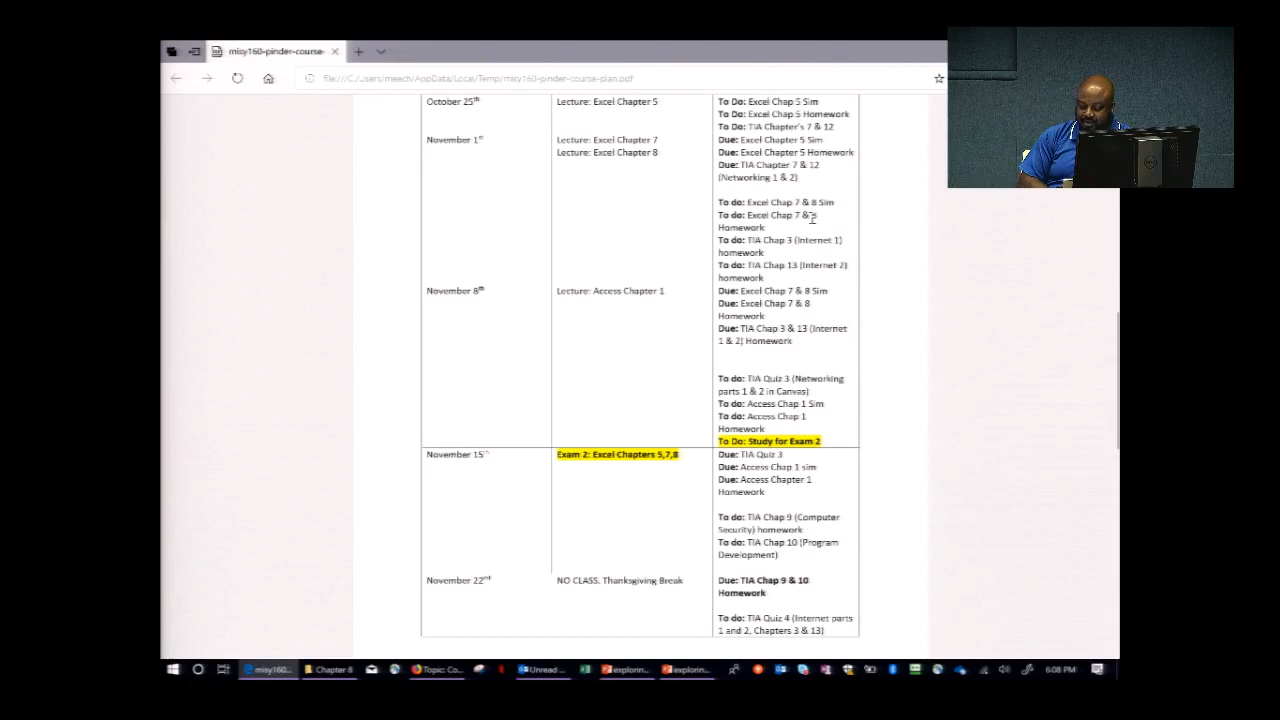 misy160-pinder-course-
file:///C:/Users/meech/AppData/Local/Temp/misy160-pinder-course-plan.pdf
October 25th
Lecture: Excel Chapter 5
To Do: Excel Chap 5 Sim
To Do: Excel Chap 5 Homework
To Do: TIA Chapter's 7 & 12
November 1st
Lecture: Excel Chapter 7
Lecture: Excel Chapter 8
Due: Excel Chapter 5 Sim
Due: Excel Chapter 5 Homework
Due: TIA Chapter 7 & 12
(Networking 1 & 2)
To do: Excel Chap 7 & 8 Sim
To do: Excel Chap 7 & 8
Homework
To do: TIA Chap 3 (Internet 1)
homework
To do: TIA Chap 13 (Internet 2)
homework
November 8th
Lecture: Access Chapter 1
Due: Excel Chap 7 & 8 Sim
Due: Excel Chap 7 & 8
Homework
Due: TIA Chap 3 & 13 (Internet
1 & 2) Homework
To do: TIA Quiz 3 (Networking
parts 1 & 2 in Canvas)
To do: Access Chap 1 Sim
To do: Access Chap 1
Homework
To Do: Study for Exam 2
November 15th
Exam 2: Excel Chapters 5,7,8
Due: TIA Quiz 3
Due: Access Chap 1 sim
Due: Access Chapter 1
Homework
To do: TIA Chap 9 (Computer
Security) homework
To do: TIA Chap 10 (Program
Development)
November 22nd
NO CLASS. Thanksgiving Break
Due: TIA Chap 9 & 10
Homework
To do: TIA Quiz 4 (Internet parts
1 and 2, Chapters 3 & 13)
misy160...
Chapter 8
Topic: Co...
Unread ...
explorin...
explorin...
6:08 PM